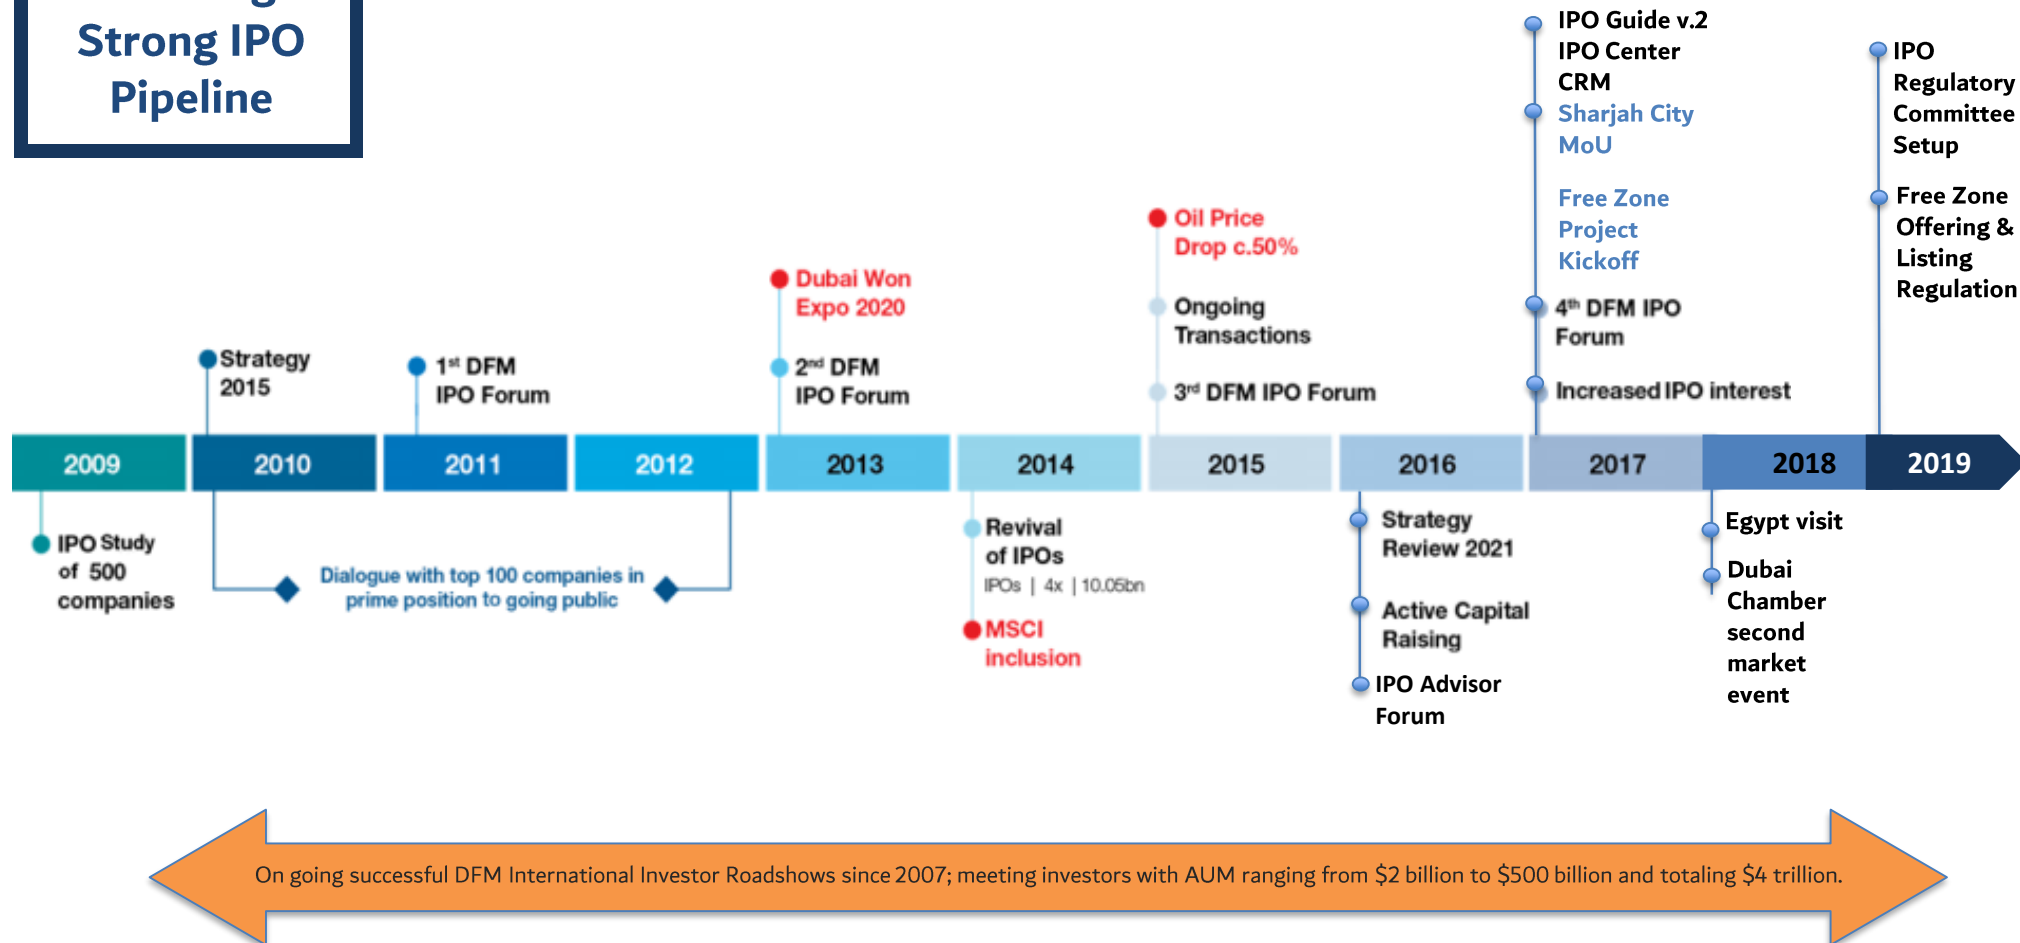 Strong IPO
Pipeline
IPO Guide v.2
IPO Center
CRM
Sharjah City
MoU
Free Zone
Project
Kickoff
4th DFM IPO
Forum
Increased IPO interest
IPO
Regulatory
Committee
Setup
Free Zone
Offering &
Listing
Regulation
Oil Price
Drop c.50%
Ongoing
Transactions
3rd DFM IPO Forum
Dubai Won
Expo 2020
2nd DFM
IPO Forum
Strategy
2015
1st DFM
IPO Forum
2009
2010
2011
2012
2013
2014
2015
2016
2017
2018
2019
IPO Study
of 500
companies
Dialogue with top 100 companies in
prime position to going public
Revival
of IPOs
IPOs | 4x | 10.05bn
MSCI
inclusion
Strategy
Review 2021
Active Capital
Raising
IPO Advisor
Forum
Egypt visit
Dubai
Chamber
second
market
event
On going successful DFM International Investor Roadshows since 2007; meeting investors with AUM ranging from $2 billion to $500 billion and totaling $4 trillion.